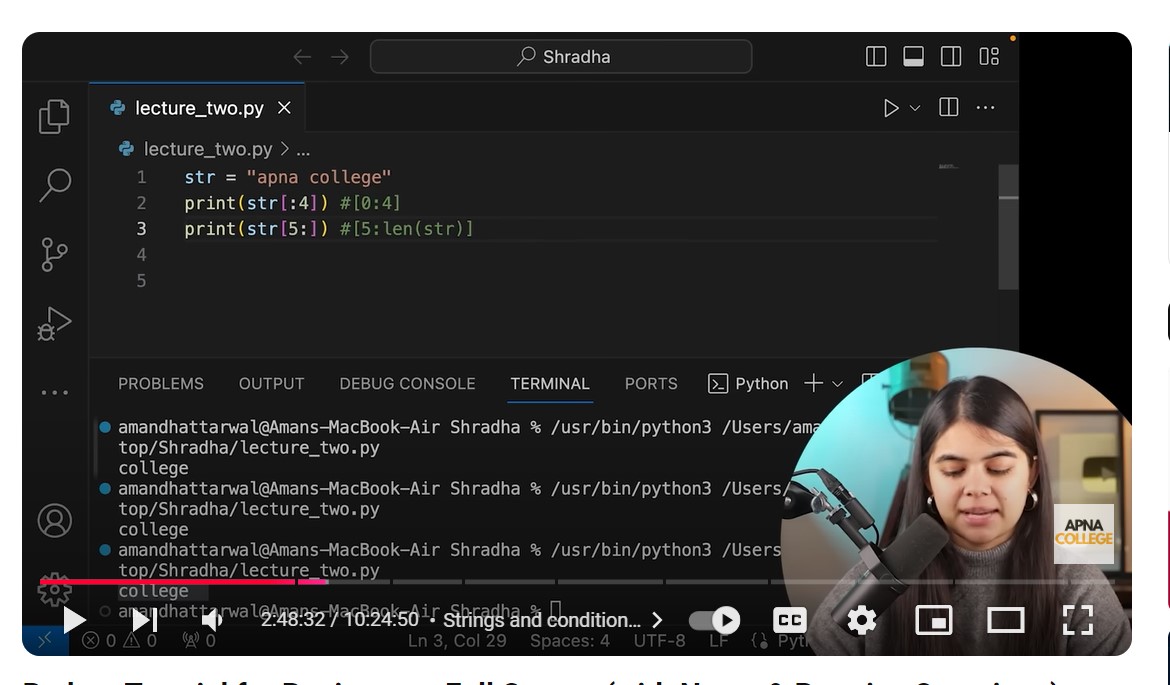 Shradha
lecture_two.py
lecture_two.py > ...
1 str = "apna college"
2 print(str[:4]) #[0:4]
3 print(str[5:]) #[5:len(str)]
4
5
PROBLEMS OUTPUT DEBUG CONSOLE TERMINAL PORTS Python
amandhattarwal@Amans-MacBook-Air Shradha % /usr/bin/python3 /Users/ama
top/Shradha/lecture_two.py
college
amandhattarwal@Amans-MacBook-Air Shradha % /usr/bin/python3 /Users/
top/Shradha/lecture_two.py
college
amandhattarwal@Amans-MacBook-Air Shradha % /usr/bin/python3 /Users
top/Shradha/lecture_two.py
college
amandhattarwal@Amans-MacBook-Air Shradha %
APNA
COLLEGE
2:48:32 / 10:24:50 • Strings and condition... >
CC
0 0 0 Ln 3, Col 29 Spaces: 4 UTF-8 LF {} Pyth